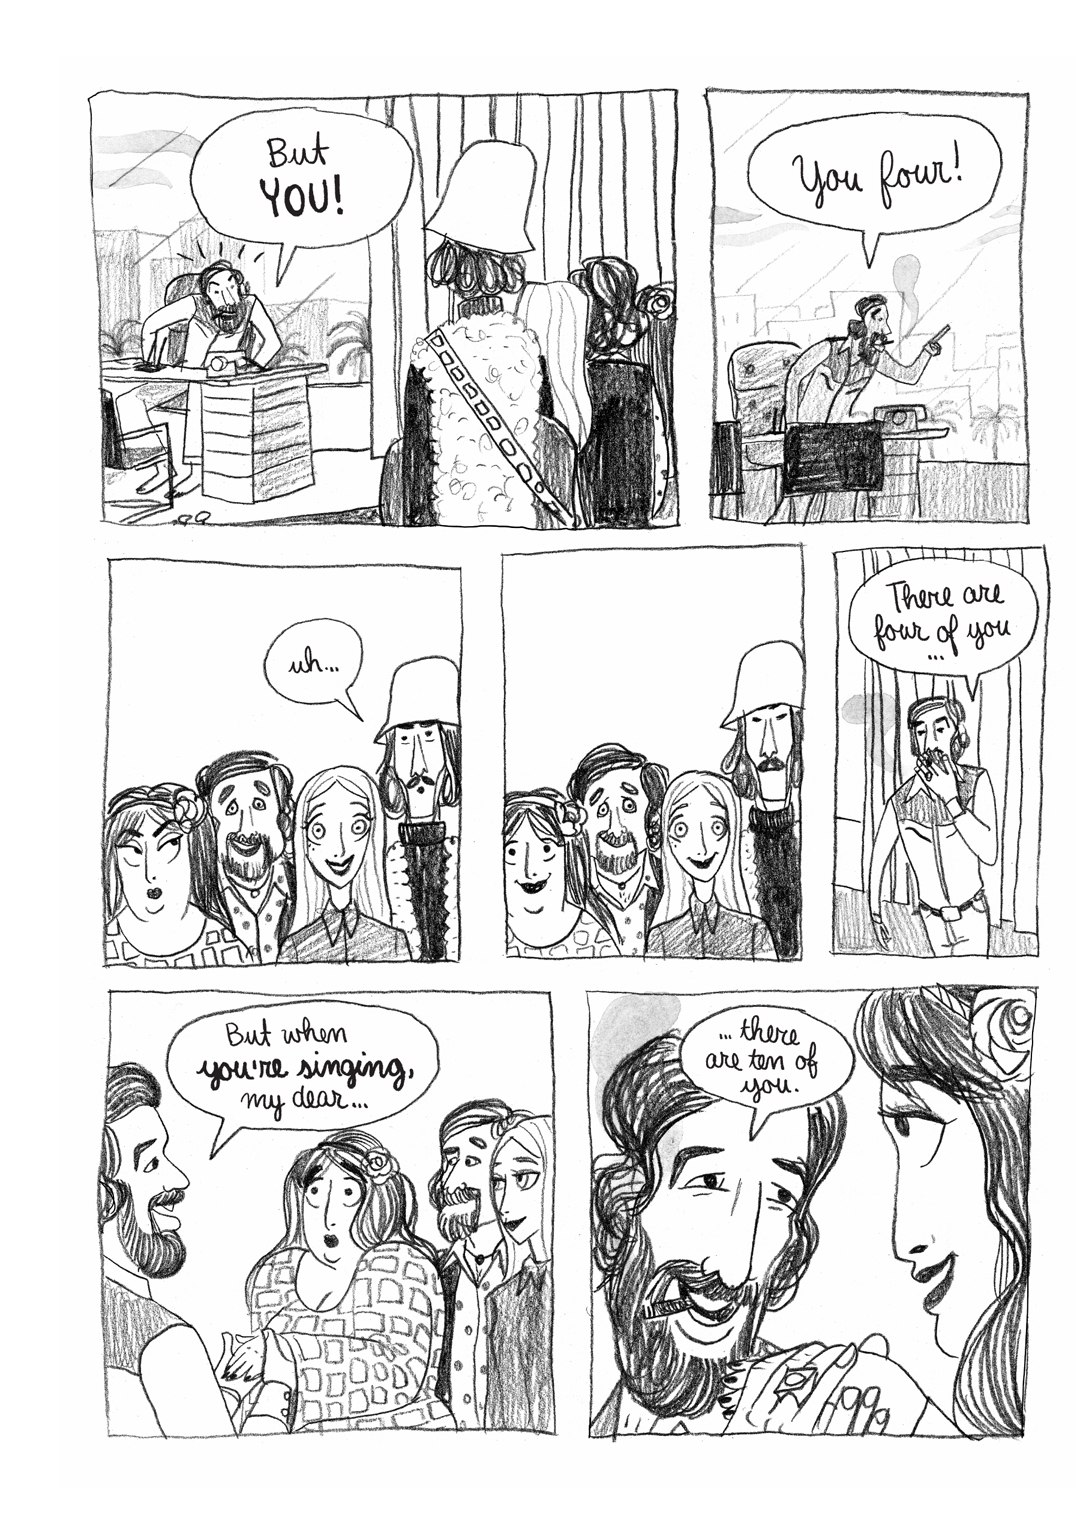 But
YOU!
You four!
uh...
There are
four of you
...
But when
you're singing,
my dear...
... there
are ten of
you.